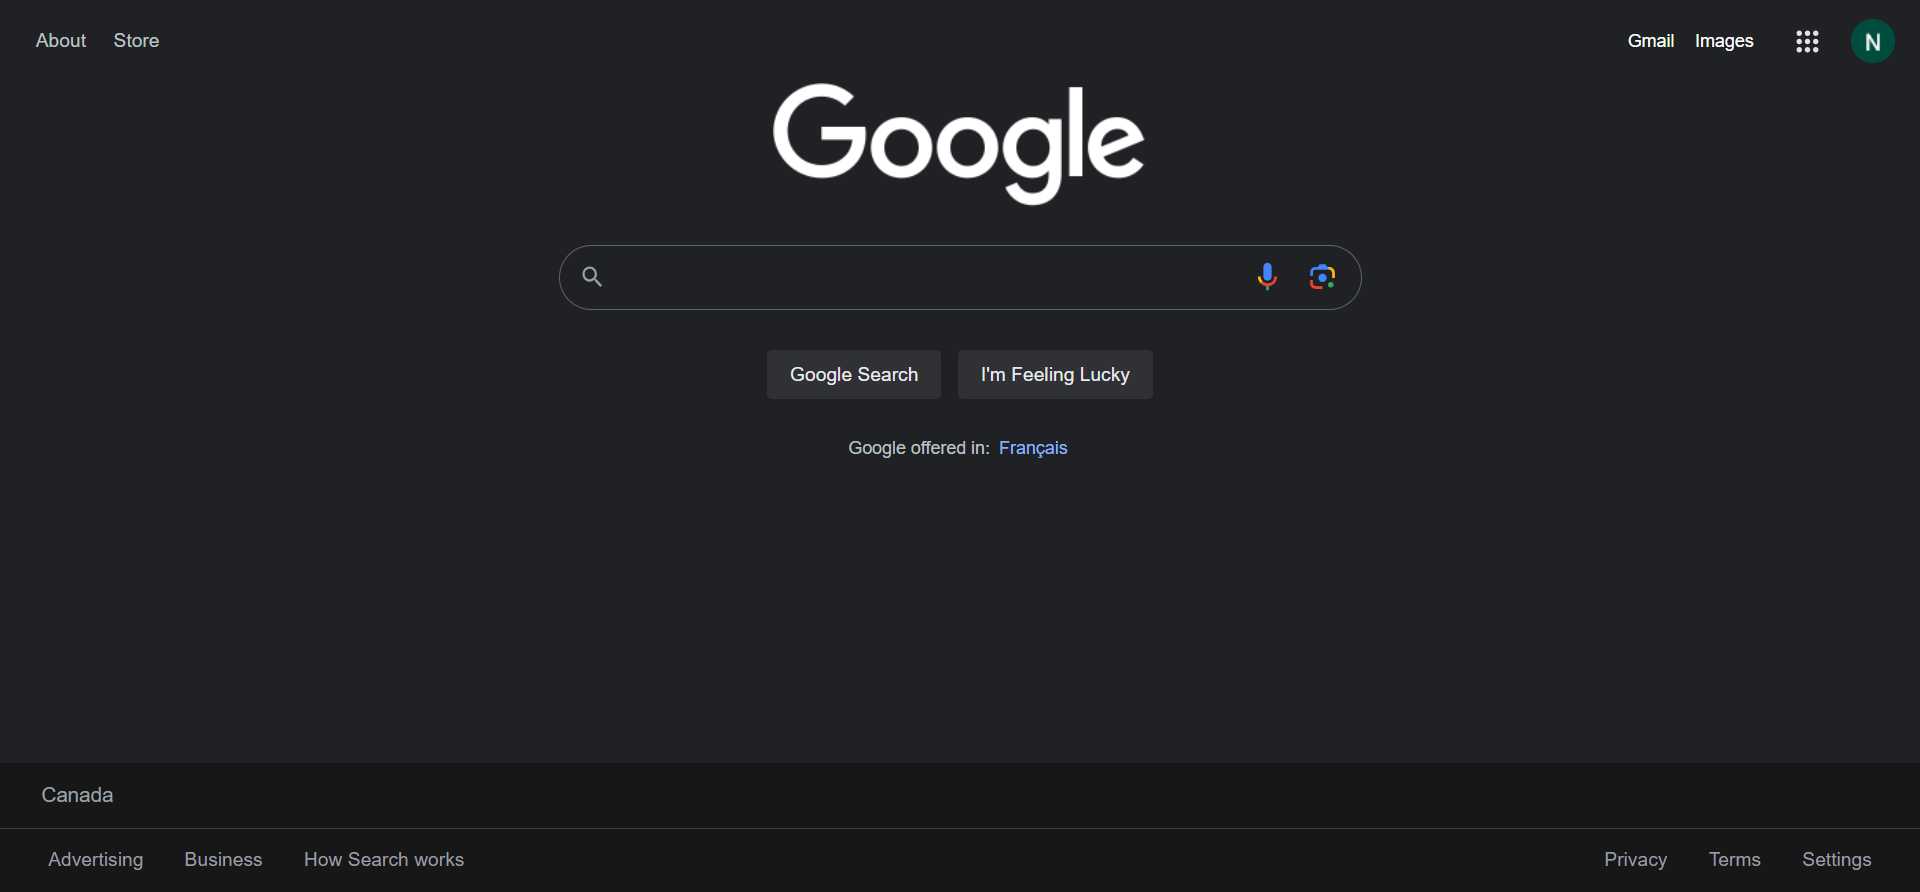 About Store Gmail Images N
Google
Google Search I'm Feeling Lucky
Google offered in: Français
Canada
Advertising Business How Search works Privacy Terms Settings